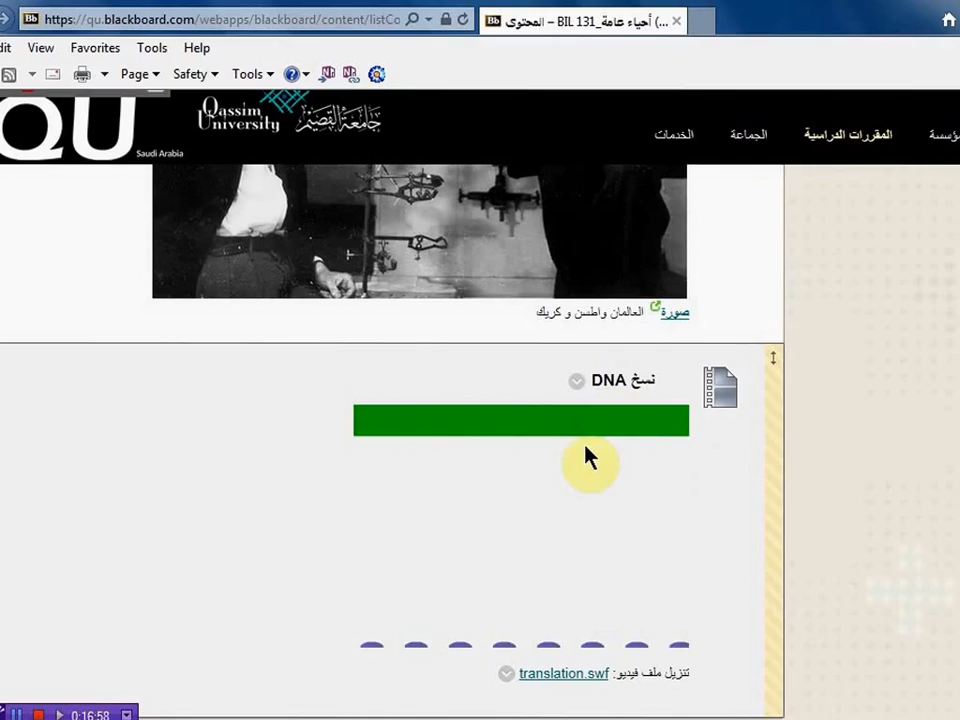 https://qu.blackboard.com/webapps/blackboard/content/listCo
BIL 131_أحياء عامة – المحتوى (...
View Favorites Tools Help
Page Safety Tools
QU
Saudi Arabia
Qassim University
جامعة القصيم
المقررات الدراسية الجماعة الخدمات
صورة العالمان واطسن و كريك
نسخ DNA
تنزيل ملف فيديو: translation.swf
0:16:58